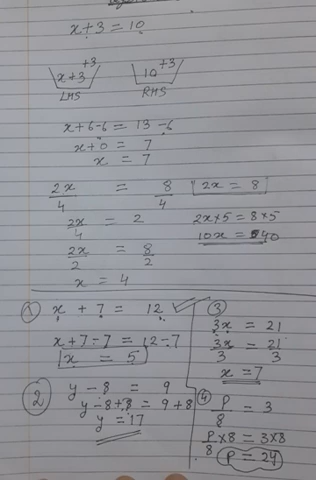 x + 3 = 10
x+3 +3
10 +3
LHS RHS
x+6-6 = 13-6
x+0 = 7
x = 7
2x/4 = 8/4 2x = 8
2x/4 = 2 2x×5 = 8×5
2x/2 = 8/2 10x = 40
x = 4
① x + 7 = 12
x+7-7 = 12-7
x = 5
② y - 8 = 9
y-8+8 = 9+8
y = 17
③
3x = 21
3x/3 = 21/3
x = 7
④ P/8 = 3
P/8 ×8 = 3×8
P = 24